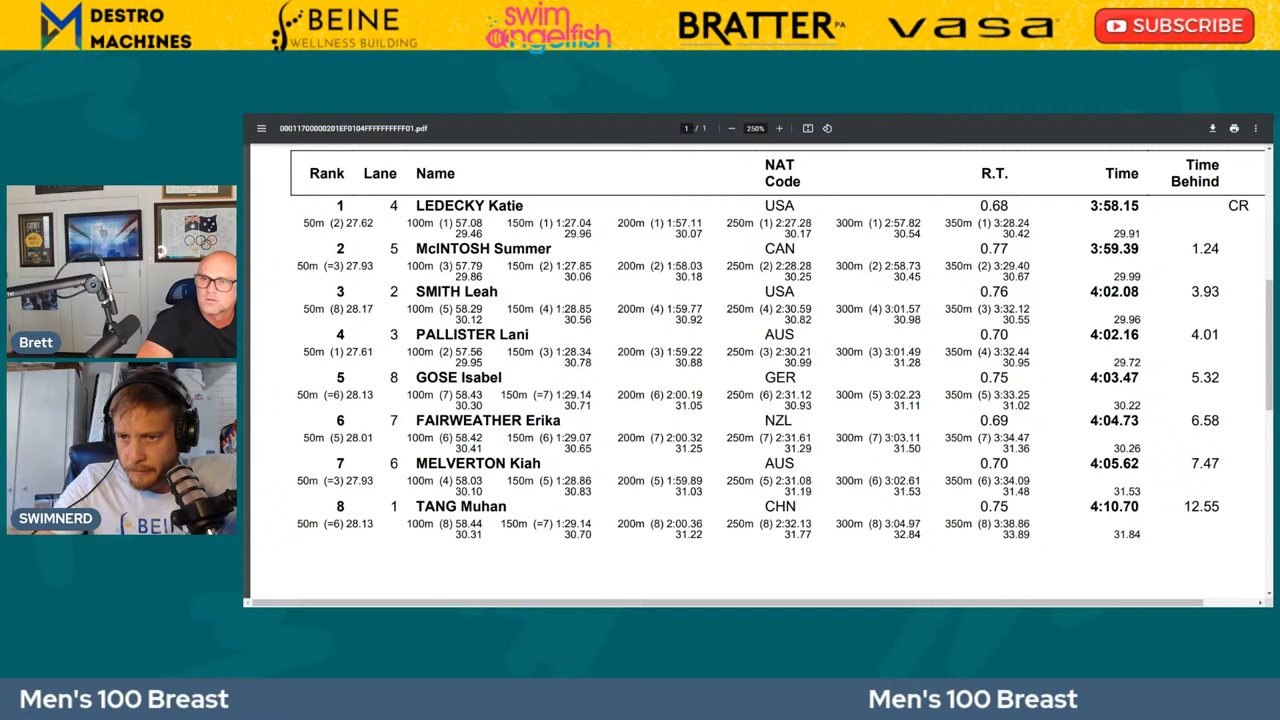 DESTRO
MACHINES
BEINE
WELLNESS BUILDING
swim
angelfish
BRATTER PA
vasa
SUBSCRIBE
00011700000201EF0104FFFFFFFFFF01.pdf
1 / 1
250%
Rank Lane Name NAT Code R.T. Time Time Behind
1 4 LEDECKY Katie USA 0.68 3:58.15 CR
50m (2) 27.62 100m (1) 57.08 150m (1) 1:27.04 200m (1) 1:57.11 250m (1) 2:27.28 300m (1) 2:57.82 350m (1) 3:28.24
29.46 29.96 30.07 30.17 30.54 30.42 29.91
2 5 McINTOSH Summer CAN 0.77 3:59.39 1.24
50m (=3) 27.93 100m (3) 57.79 150m (2) 1:27.85 200m (2) 1:58.03 250m (2) 2:28.28 300m (2) 2:58.73 350m (2) 3:29.40
29.86 30.06 30.18 30.25 30.45 30.67 29.99
3 2 SMITH Leah USA 0.76 4:02.08 3.93
50m (8) 28.17 100m (5) 58.29 150m (4) 1:28.85 200m (4) 1:59.77 250m (4) 2:30.59 300m (4) 3:01.57 350m (3) 3:32.12
30.12 30.56 30.92 30.82 30.98 30.55 29.96
4 3 PALLISTER Lani AUS 0.70 4:02.16 4.01
50m (1) 27.61 100m (2) 57.56 150m (3) 1:28.34 200m (3) 1:59.22 250m (3) 2:30.21 300m (3) 3:01.49 350m (4) 3:32.44
29.95 30.78 30.88 30.99 31.28 30.95 29.72
5 8 GOSE Isabel GER 0.75 4:03.47 5.32
50m (=6) 28.13 100m (7) 58.43 150m (=7) 1:29.14 200m (6) 2:00.19 250m (6) 2:31.12 300m (5) 3:02.23 350m (5) 3:33.25
30.30 30.71 31.05 30.93 31.11 31.02 30.22
6 7 FAIRWEATHER Erika NZL 0.69 4:04.73 6.58
50m (5) 28.01 100m (6) 58.42 150m (6) 1:29.07 200m (7) 2:00.32 250m (7) 2:31.61 300m (7) 3:03.11 350m (7) 3:34.47
30.41 30.65 31.25 31.29 31.50 31.36 30.26
7 6 MELVERTON Kiah AUS 0.70 4:05.62 7.47
50m (=3) 27.93 100m (4) 58.03 150m (5) 1:28.86 200m (5) 1:59.89 250m (5) 2:31.08 300m (6) 3:02.61 350m (6) 3:34.09
30.10 30.83 31.03 31.19 31.53 31.48 31.53
8 1 TANG Muhan CHN 0.75 4:10.70 12.55
50m (=6) 28.13 100m (8) 58.44 150m (=7) 1:29.14 200m (8) 2:00.36 250m (8) 2:32.13 300m (8) 3:04.97 350m (8) 3:38.86
30.31 30.70 31.22 31.77 32.84 33.89 31.84
Brett
SWIMNERD
Men's 100 Breast
Men's 100 Breast